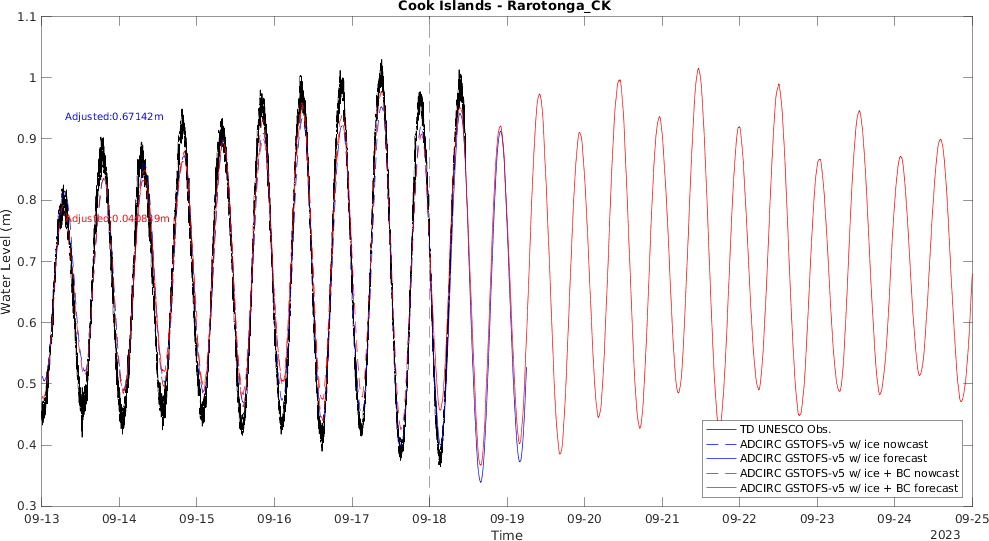 Cook Islands - Rarotonga_CK
1.1
1
0.9
0.8
0.7
0.6
0.5
0.4
0.3
Water Level (m)
Adjusted:0.67142m
TD UNESCO Obs.
ADCIRC GSTOFS-v5 w/ ice nowcast
ADCIRC GSTOFS-v5 w/ ice forecast
ADCIRC GSTOFS-v5 w/ ice + BC nowcast
ADCIRC GSTOFS-v5 w/ ice + BC forecast
09-13 09-14 09-15 09-16 09-17 09-18 09-19 09-20 09-21 09-22 09-23 09-24 09-25
Time
2023